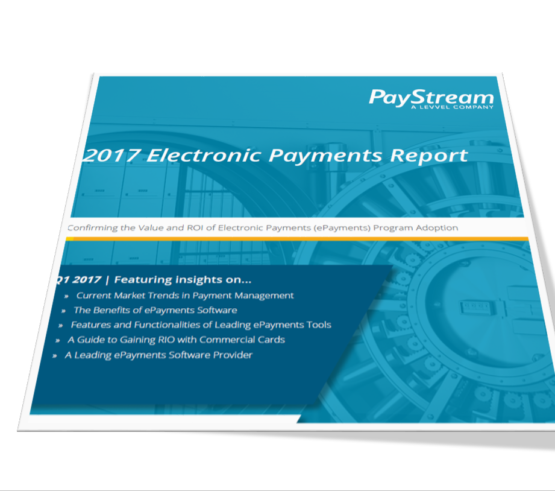 PayStream
A LEVVEL COMPANY
2017 Electronic Payments Report
Confirming the Value and ROI of Electronic Payments (ePayments) Program Adoption
Q1 2017 | Featuring insights on...
» Current Market Trends in Payment Management
» The Benefits of ePayments Software
» Features and Functionalities of Leading ePayments Tools
» A Guide to Gaining RIO with Commercial Cards
» A Leading ePayments Software Provider